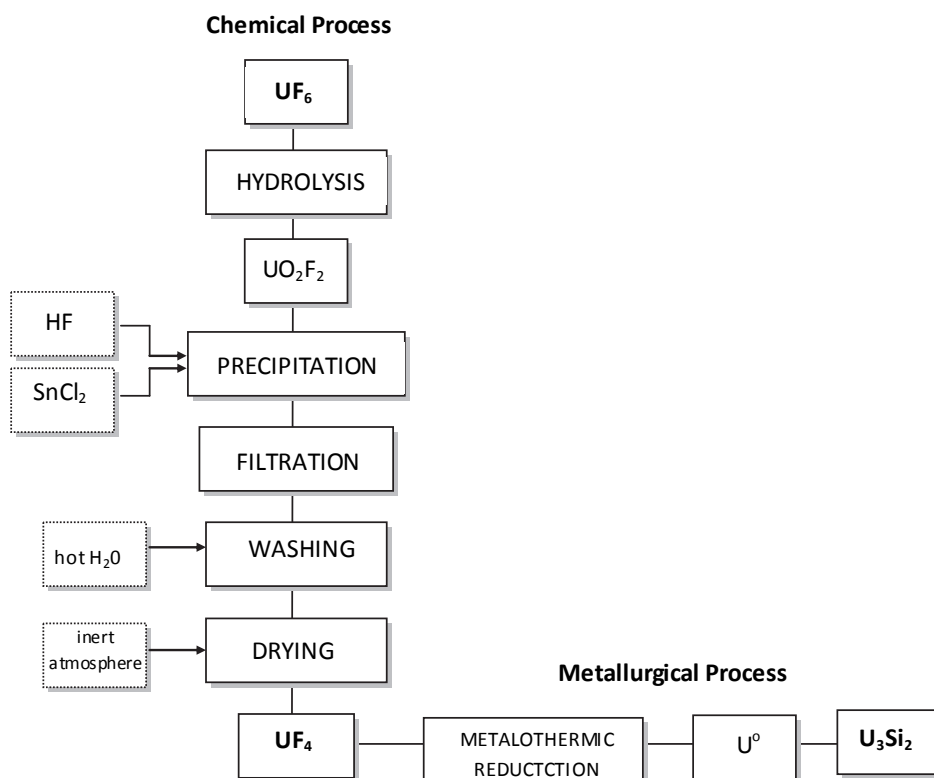 Chemical Process
UF₆
HYDROLYSIS
UO₂F₂
HF
PRECIPITATION
SnCl₂
FILTRATION
hot H₂0
WASHING
inert
atmosphere
DRYING
Metallurgical Process
UF₄
METALOTHERMIC
REDUCTCTION
U⁰
U₃Si₂